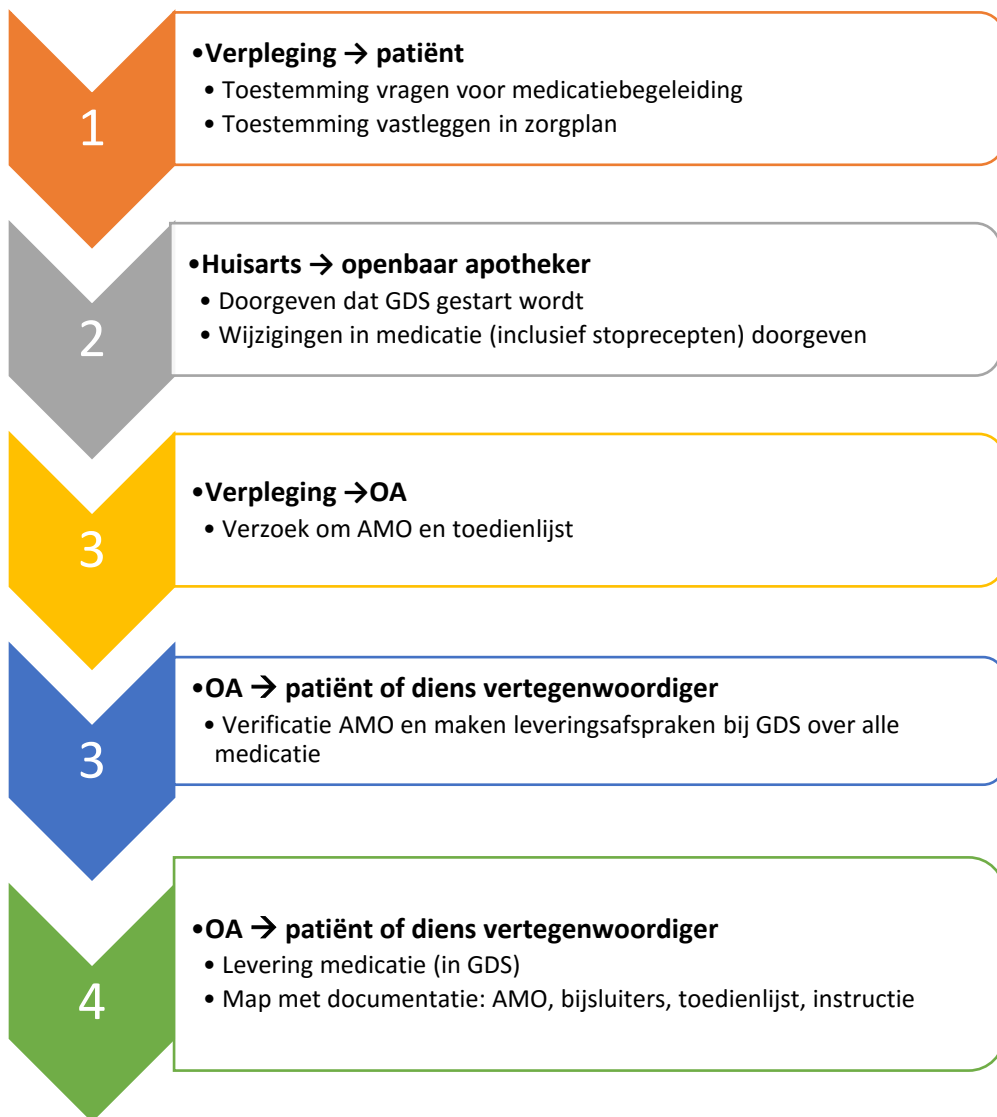 1
•Verpleging → patiënt
• Toestemming vragen voor medicatiebegeleiding
• Toestemming vastleggen in zorgplan
2
•Huisarts → openbaar apotheker
• Doorgeven dat GDS gestart wordt
• Wijzigingen in medicatie (inclusief stoprecepten) doorgeven
3
•Verpleging →OA
• Verzoek om AMO en toedienlijst
3
•OA → patiënt of diens vertegenwoordiger
• Verificatie AMO en maken leveringsafspraken bij GDS over alle
medicatie
4
•OA → patiënt of diens vertegenwoordiger
• Levering medicatie (in GDS)
• Map met documentatie: AMO, bijsluiters, toedienlijst, instructie